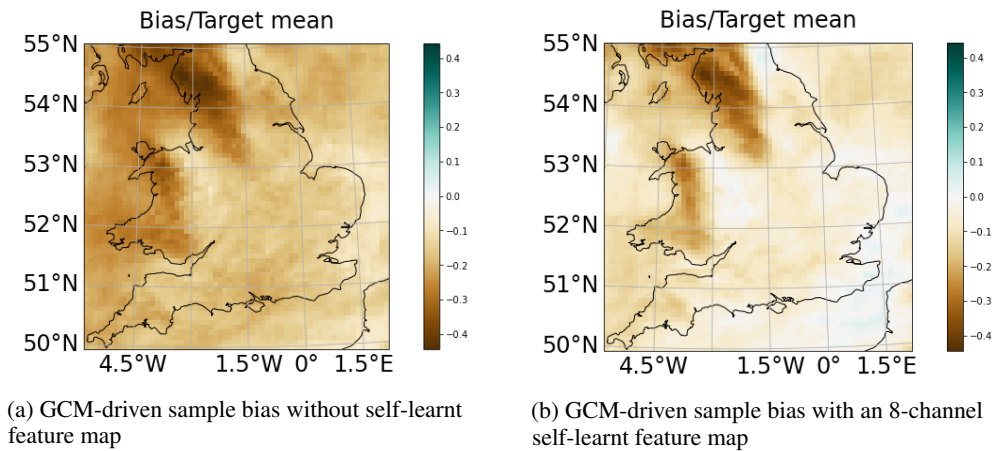 Bias/Target mean
55°N
54°N
53°N
52°N
51°N
50°N
4.5°W 1.5°W 0° 1.5°E
0.4
0.3
0.2
0.1
0.0
−0.1
−0.2
−0.3
−0.4
(a) GCM-driven sample bias without self-learnt
feature map
Bias/Target mean
55°N
54°N
53°N
52°N
51°N
50°N
4.5°W 1.5°W 0° 1.5°E
0.4
0.3
0.2
0.1
0.0
−0.1
−0.2
−0.3
−0.4
(b) GCM-driven sample bias with an 8-channel
self-learnt feature map